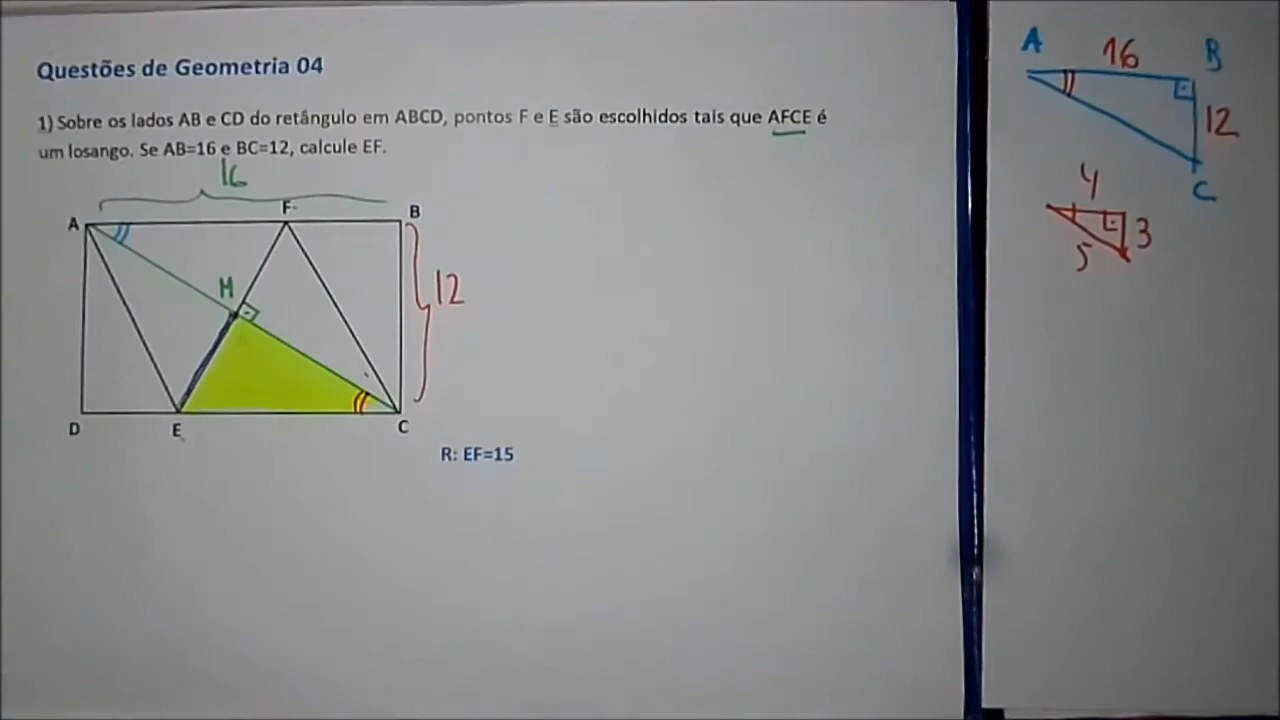 Questões de Geometria 04
1) Sobre os lados AB e CD do retângulo em ABCD, pontos F e E são escolhidos tais que AFCE é
um losango. Se AB=16 e BC=12, calcule EF.
16
A
F
B
M
12
D
E
C
R: EF=15
A
16
B
12
C
4
3
5